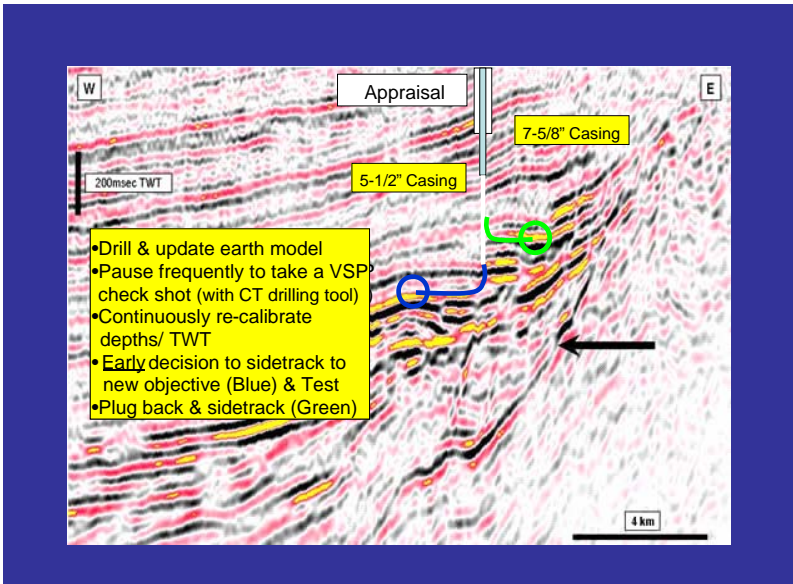 W
E
Appraisal
7-5/8” Casing
200msec TWT
5-1/2” Casing
•Drill & update earth model
•Pause frequently to take a VSP?
check shot (with CT drilling tool)
•Continuously re-calibrate
depths/ TWT
• Early decision to sidetrack to
new objective (Blue) & Test
•Plug back & sidetrack (Green)
4 km